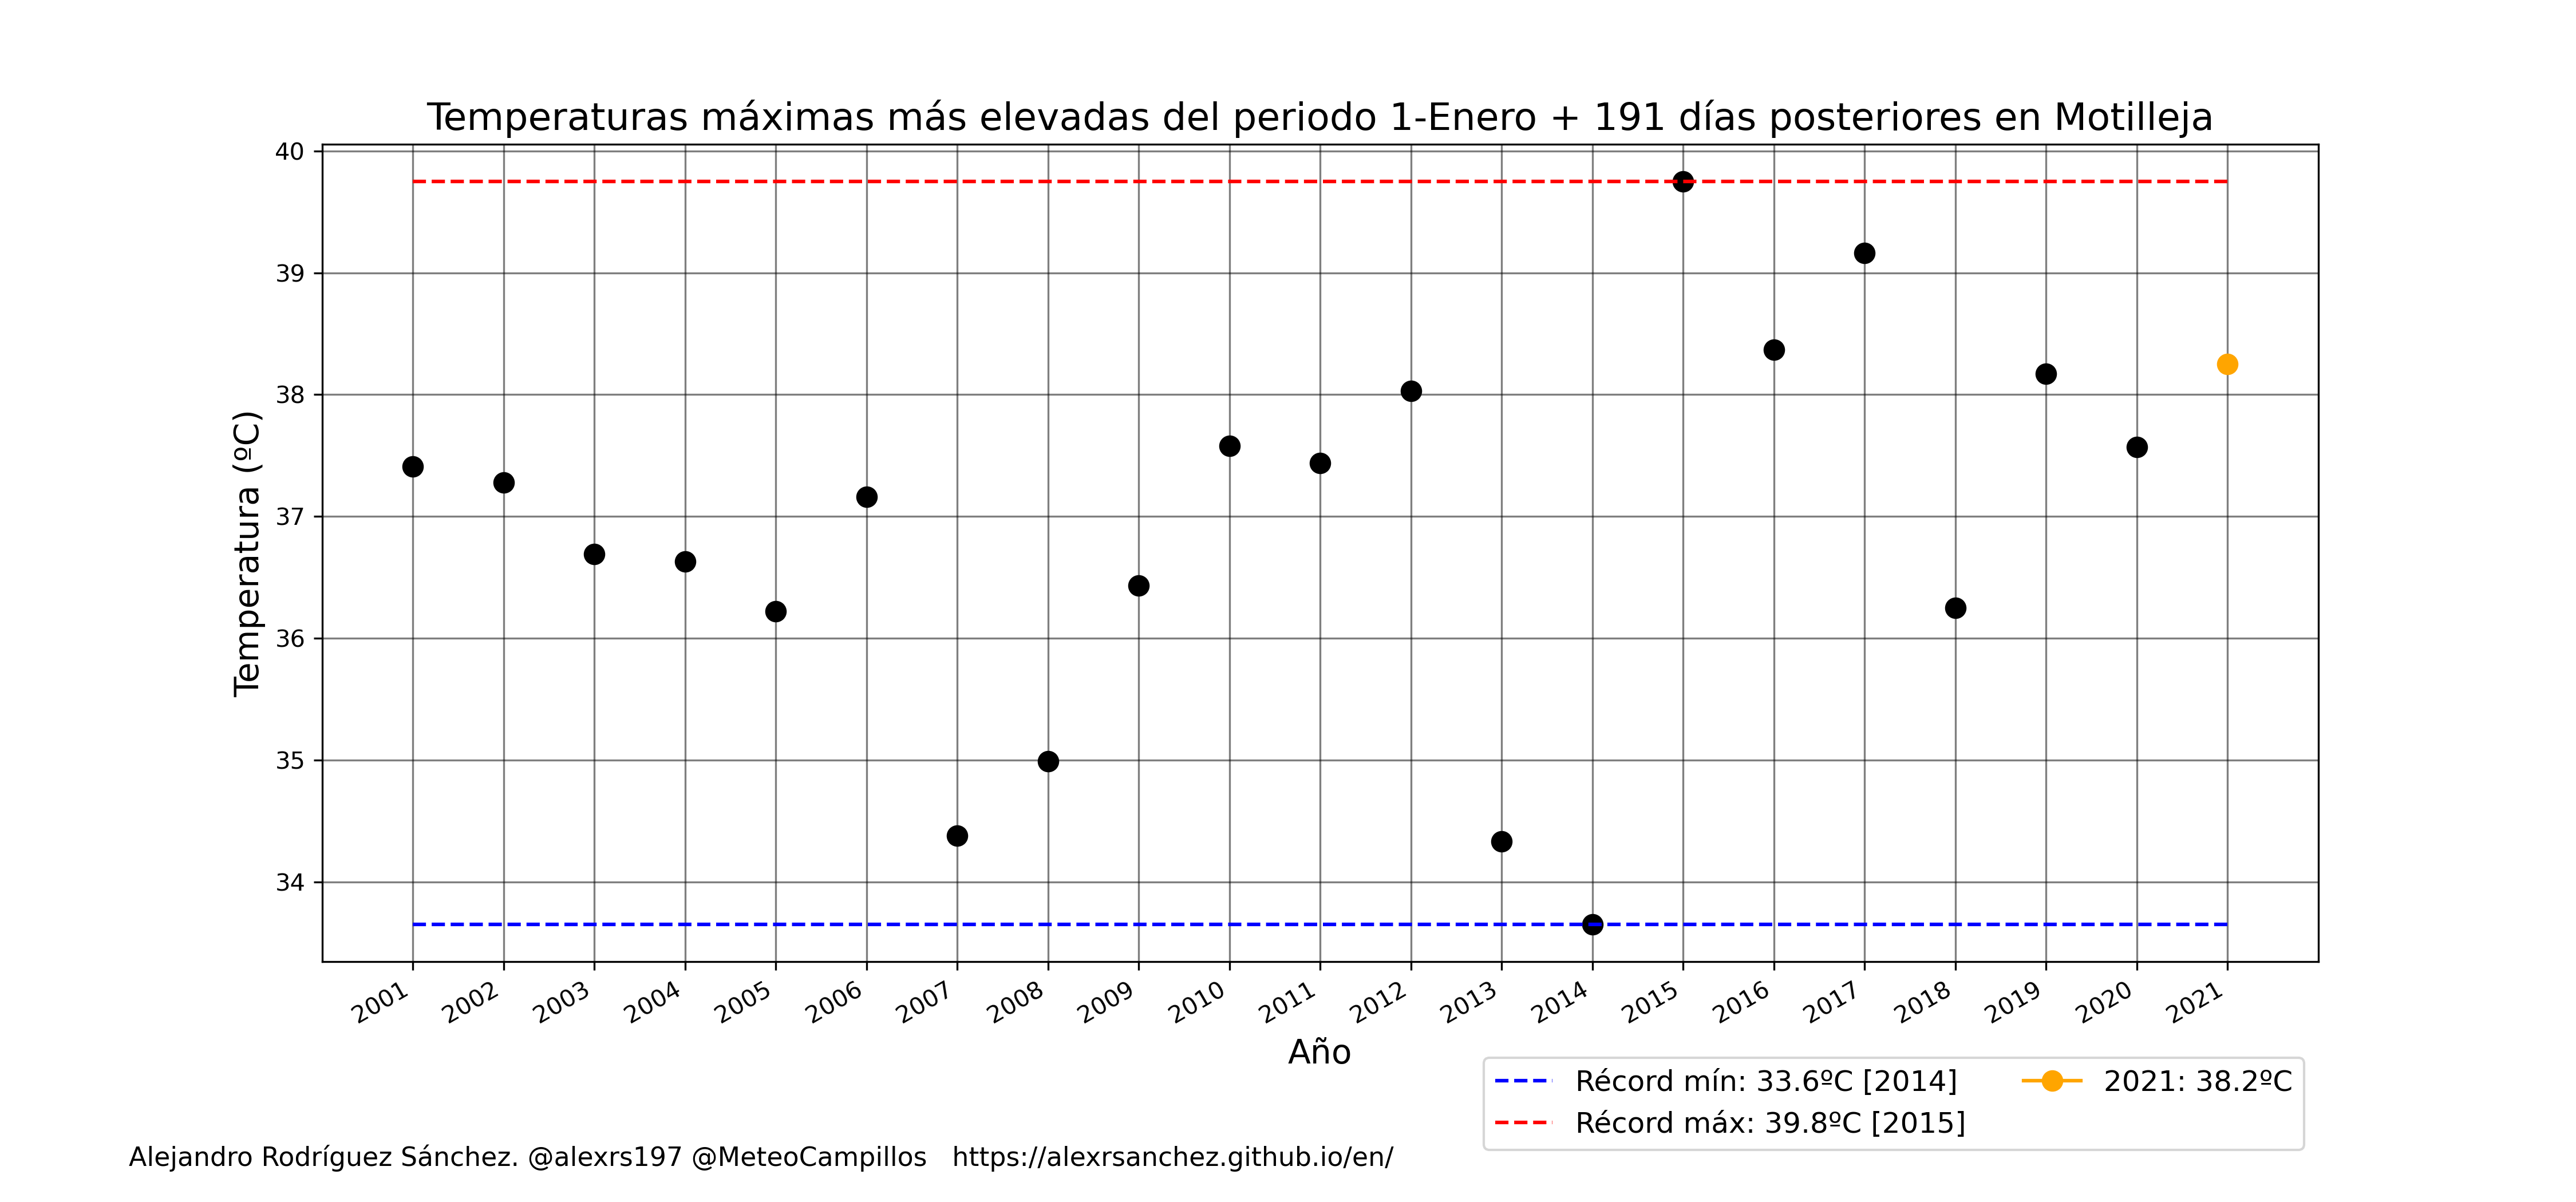 Temperaturas máximas más elevadas del periodo 1-Enero + 191 días posteriores en Motilleja
40
39
38
37
36
35
34
Temperatura (ºC)
2001 2002 2003 2004 2005 2006 2007 2008 2009 2010 2011 2012 2013 2014 2015 2016 2017 2018 2019 2020 2021
Año
Récord mín: 33.6ºC [2014]
Récord máx: 39.8ºC [2015]
2021: 38.2ºC
Alejandro Rodríguez Sánchez. @alexrs197 @MeteoCampillos https://alexrsanchez.github.io/en/